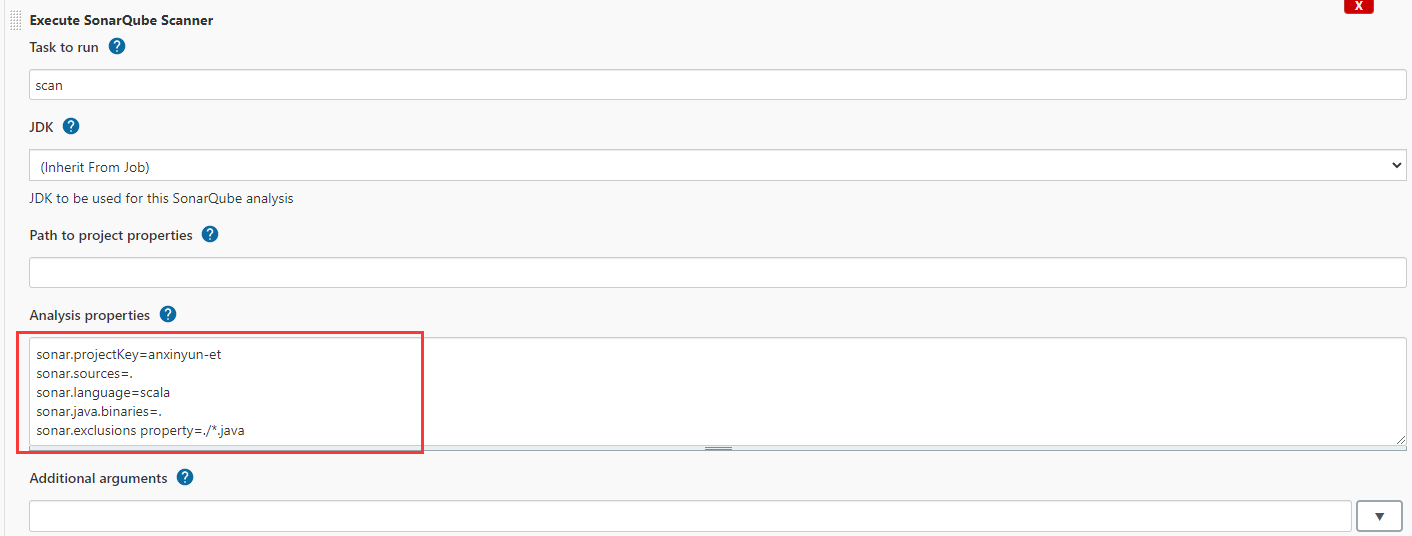 Execute SonarQube Scanner
X
Task to run ?
scan
JDK ?
(Inherit From Job)
JDK to be used for this SonarQube analysis
Path to project properties ?
Analysis properties ?
sonar.projectKey=anxinyun-et
sonar.sources=.
sonar.language=scala
sonar.java.binaries=.
sonar.exclusions property=./*.java
Additional arguments ?